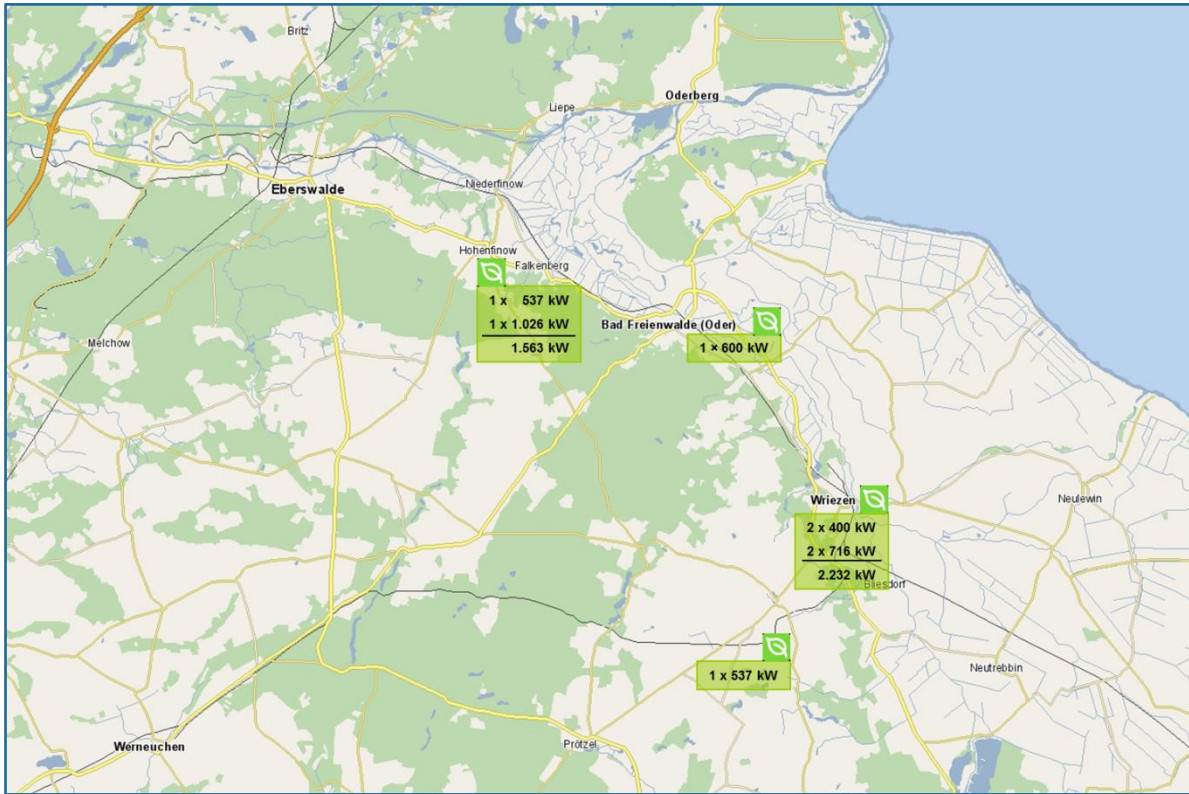 Britz
Oderberg
Liepe
Eberswalde
Niederfinow
Hohenfinow
Falkenberg
1 x 537 kW
1 x 1.026 kW
1.563 kW
Bad Freienwalde (Oder)
1 × 600 kW
Melchow
Wriezen
Neulewin
2 x 400 kW
2 x 716 kW
2.232 kW
Bliesdorf
1 x 537 kW
Neutrebbin
Werneuchen
Prötzel